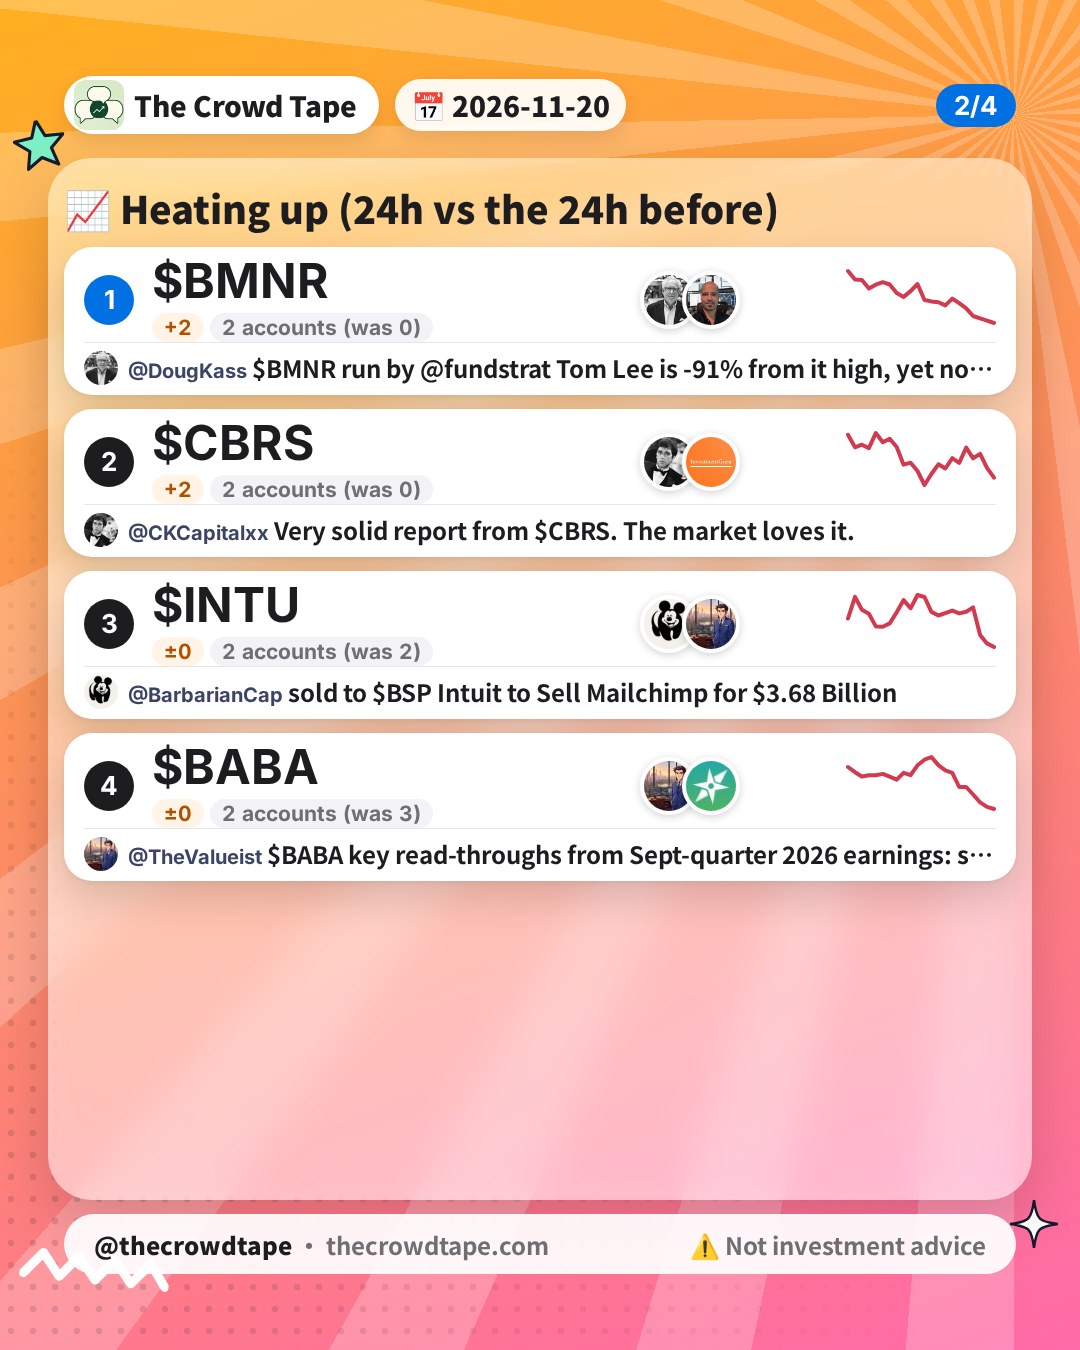 The Crowd Tape
2026-11-20
2/4
Heating up (24h vs the 24h before)
1
$BMNR
+2 2 accounts (was 0)
@DougKass $BMNR run by @fundstrat Tom Lee is -91% from it high, yet no…
2
$CBRS
+2 2 accounts (was 0)
@CKCapitalxx Very solid report from $CBRS. The market loves it.
3
$INTU
±0 2 accounts (was 2)
@BarbarianCap sold to $BSP Intuit to Sell Mailchimp for $3.68 Billion
4
$BABA
±0 2 accounts (was 3)
@TheValueist $BABA key read-throughs from Sept-quarter 2026 earnings: s…
@thecrowdtape • thecrowdtape.com
Not investment advice